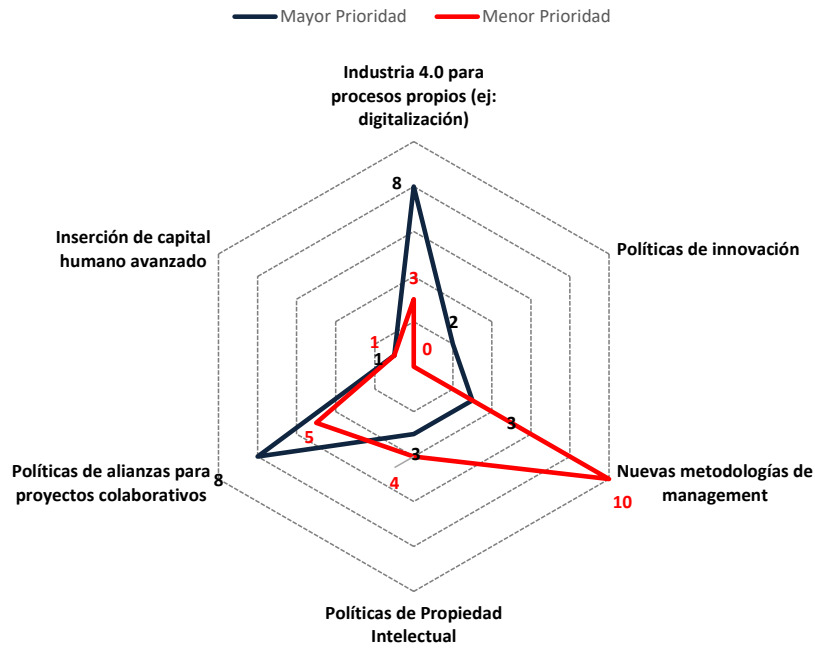 Mayor Prioridad
Menor Prioridad
Industria 4.0 para
procesos propios (ej:
digitalización)
8
Inserción de capital
humano avanzado
Políticas de innovación
3
2
1
0
1
3
5
3
4
Políticas de alianzas para
proyectos colaborativos
8
Nuevas metodologías de
management
10
Políticas de Propiedad
Intelectual